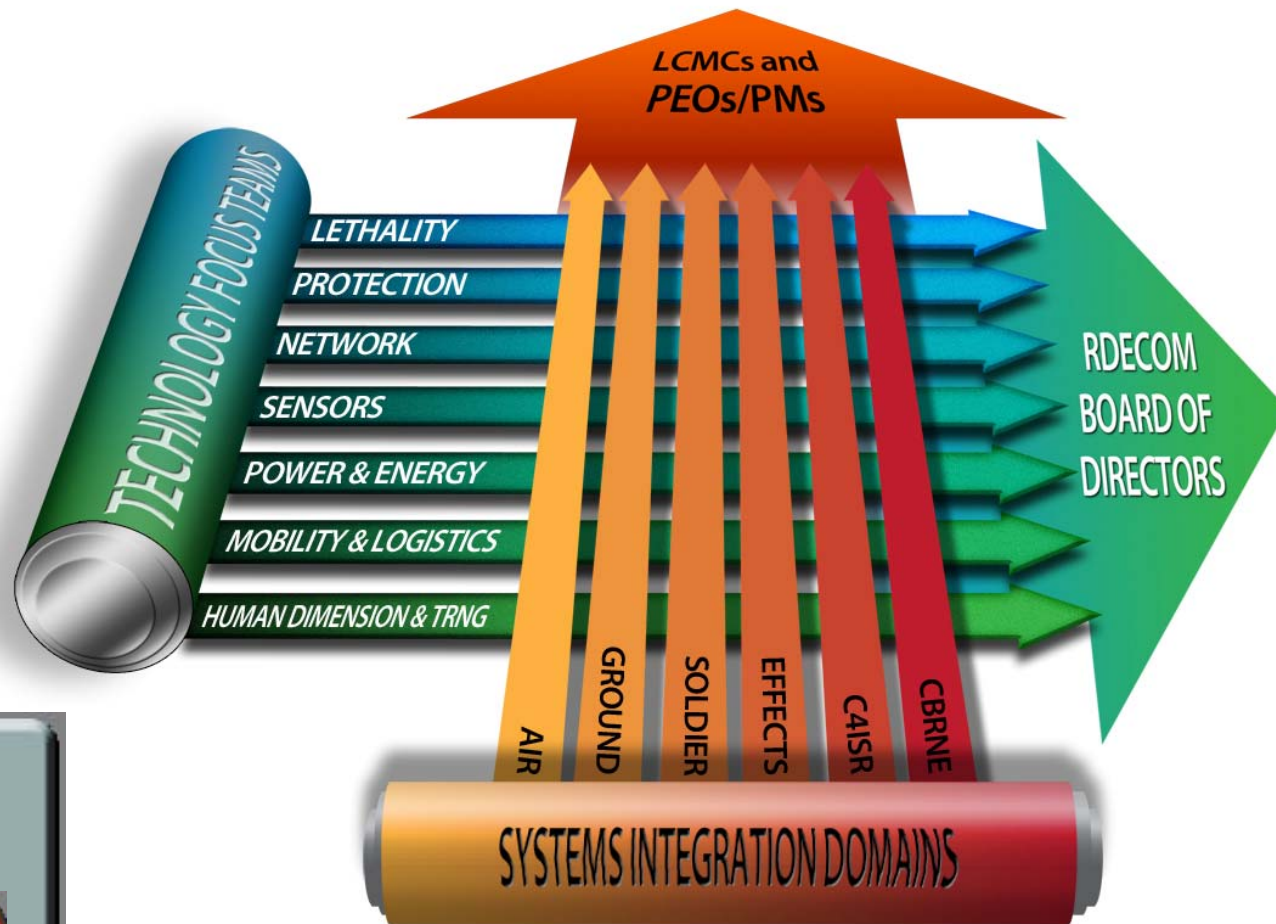 LCMCs and
PEOs/PMs
TECHNOLOGY FOCUS TEAMS
LETHALITY
PROTECTION
NETWORK
SENSORS
POWER & ENERGY
MOBILITY & LOGISTICS
HUMAN DIMENSION & TRNG
RDECOM
BOARD OF
DIRECTORS
AIR
GROUND
SOLDIER
EFFECTS
C4ISR
CBRNE
SYSTEMS INTEGRATION DOMAINS